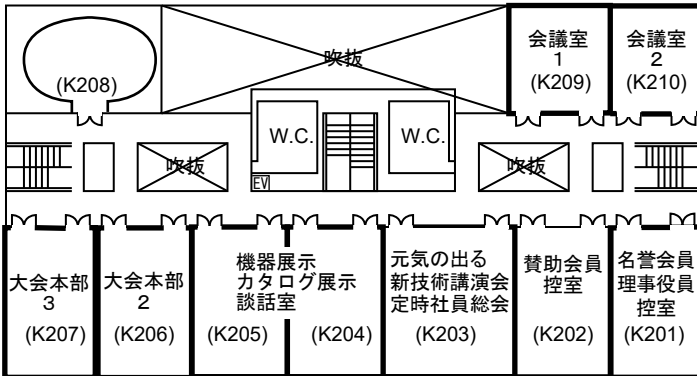 吹抜
会議室
1
(K209)
会議室
2
(K210)
(K208)
W.C.
W.C.
吹抜
EV
吹抜
大会本部
3
(K207)
大会本部
2
(K206)
機器展示
カタログ展示
談話室
(K205)
(K204)
元気の出る
新技術講演会
定時社員総会
(K203)
賛助会員
控室
(K202)
名誉会員
理事役員
控室
(K201)